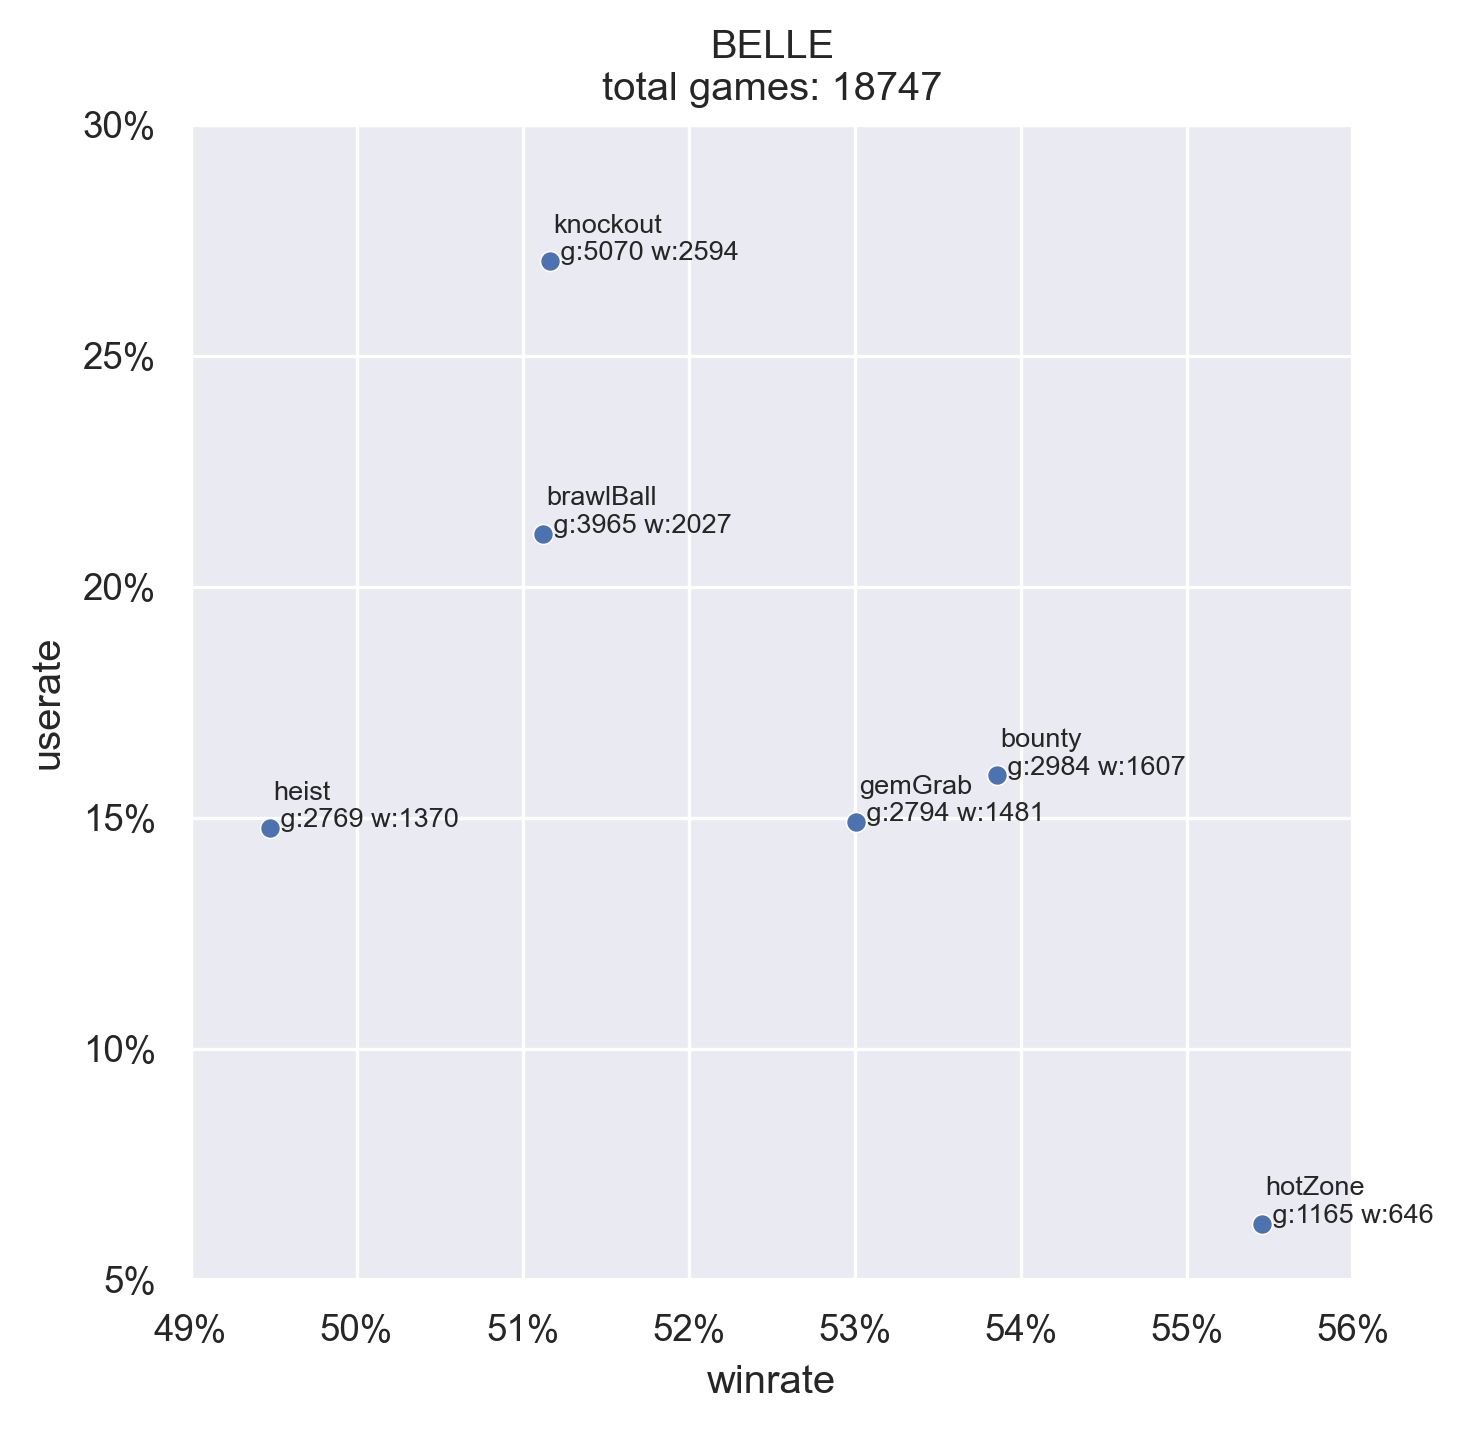 BELLE
total games: 18747
30%
25%
20%
15%
10%
5%
userate
knockout
g:5070 w:2594
brawlBall
g:3965 w:2027
bounty
g:2984 w:1607
gemGrab
g:2794 w:1481
heist
g:2769 w:1370
hotZone
g:1165 w:646
49% 50% 51% 52% 53% 54% 55% 56%
winrate